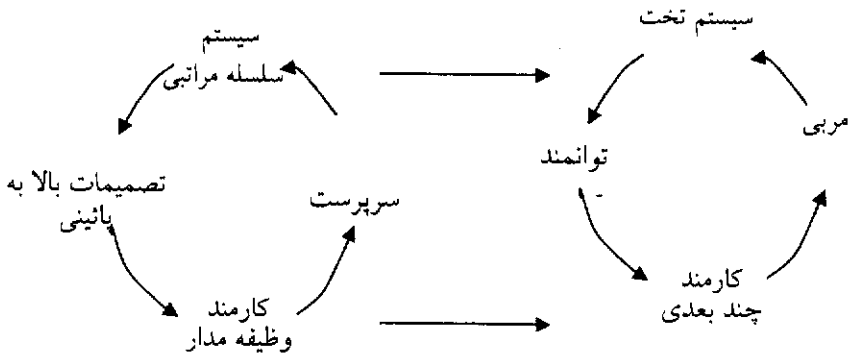 سیستم تخت
مربی
توانمند
کارمند
چند بعدی
سیستم
سلسله مراتبی
تصمیمات بالا به
پائینی
سرپرست
کارمند
وظیفه مدار